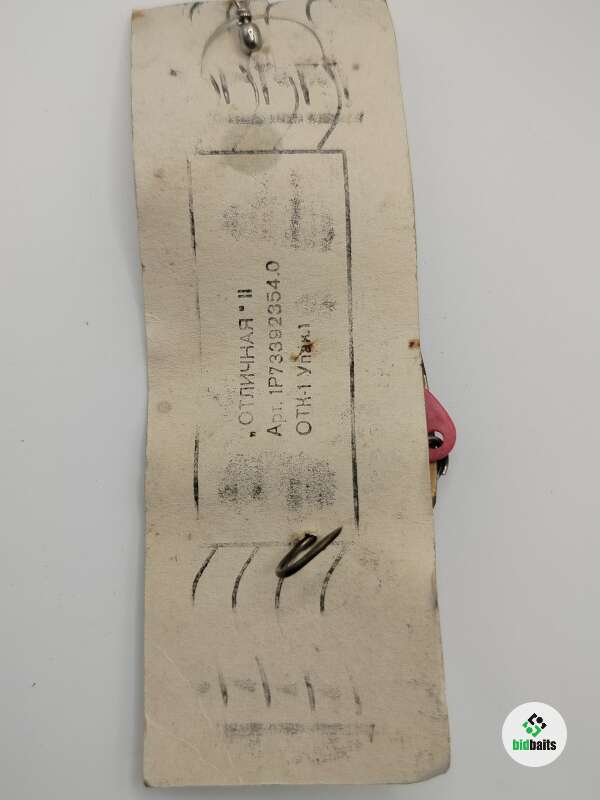 „ОТЛИЧНАЯ" II
Арт. 1Р73392354.0
ОТК-1 Упак.1
bidbaits